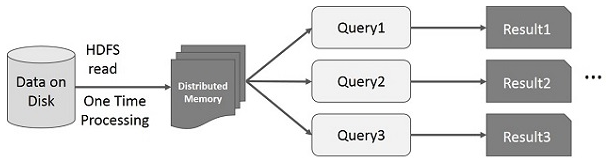 Data on
Disk
HDFS
read
One Time
Processing
Distributed
Memory
Query1
Result1
Query2
Result2
...
Query3
Result3